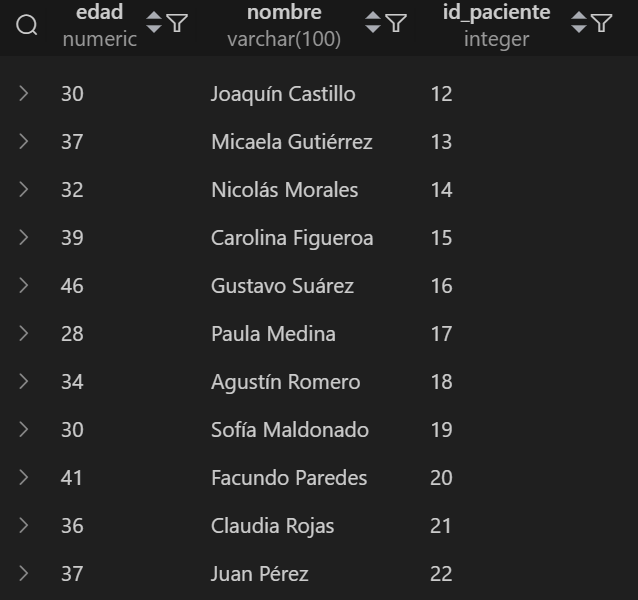 edad nombre id_paciente
numeric varchar(100) integer
30 Joaquín Castillo 12
37 Micaela Gutiérrez 13
32 Nicolás Morales 14
39 Carolina Figueroa 15
46 Gustavo Suárez 16
28 Paula Medina 17
34 Agustín Romero 18
30 Sofía Maldonado 19
41 Facundo Paredes 20
36 Claudia Rojas 21
37 Juan Pérez 22